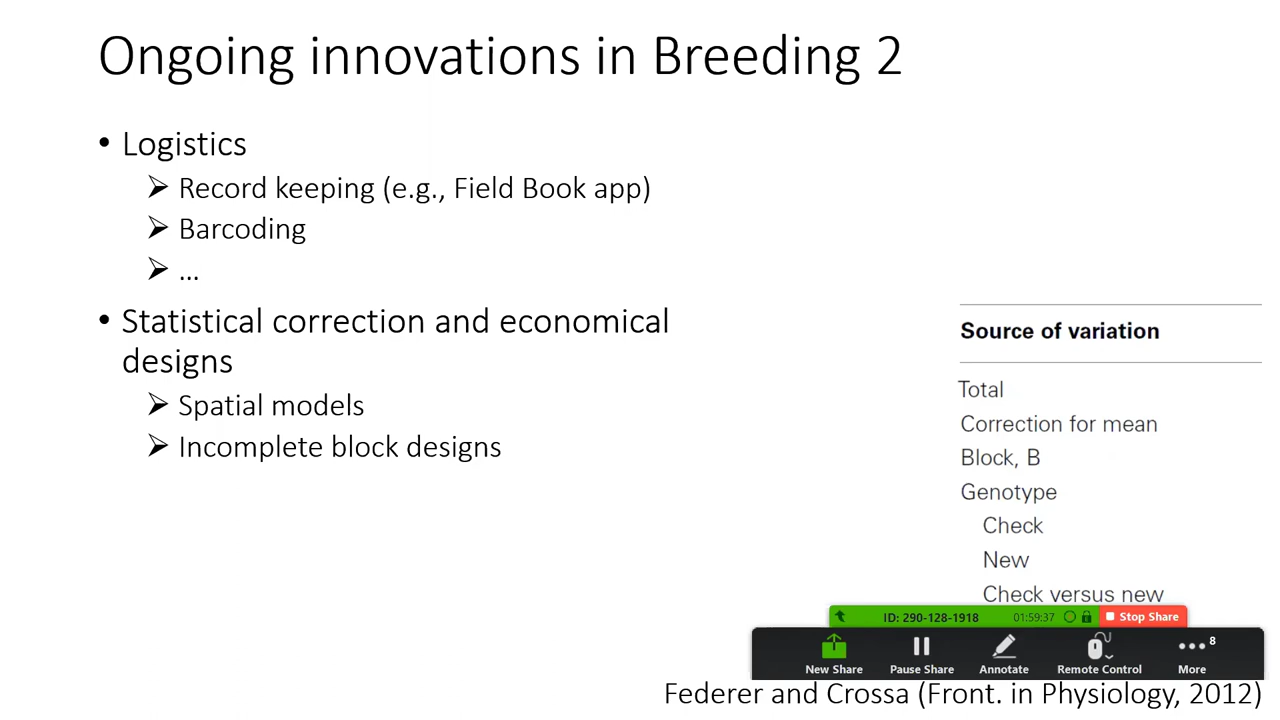 Ongoing innovations in Breeding 2
• Logistics
➢ Record keeping (e.g., Field Book app)
➢ Barcoding
➢ ...
• Statistical correction and economical
designs
➢ Spatial models
➢ Incomplete block designs
Source of variation
Total
Correction for mean
Block, B
Genotype
Check
New
Check versus new
ID: 290-128-1918 01:59:37 Stop Share
8
New Share Pause Share Annotate Remote Control More
Federer and Crossa (Front. in Physiology, 2012)